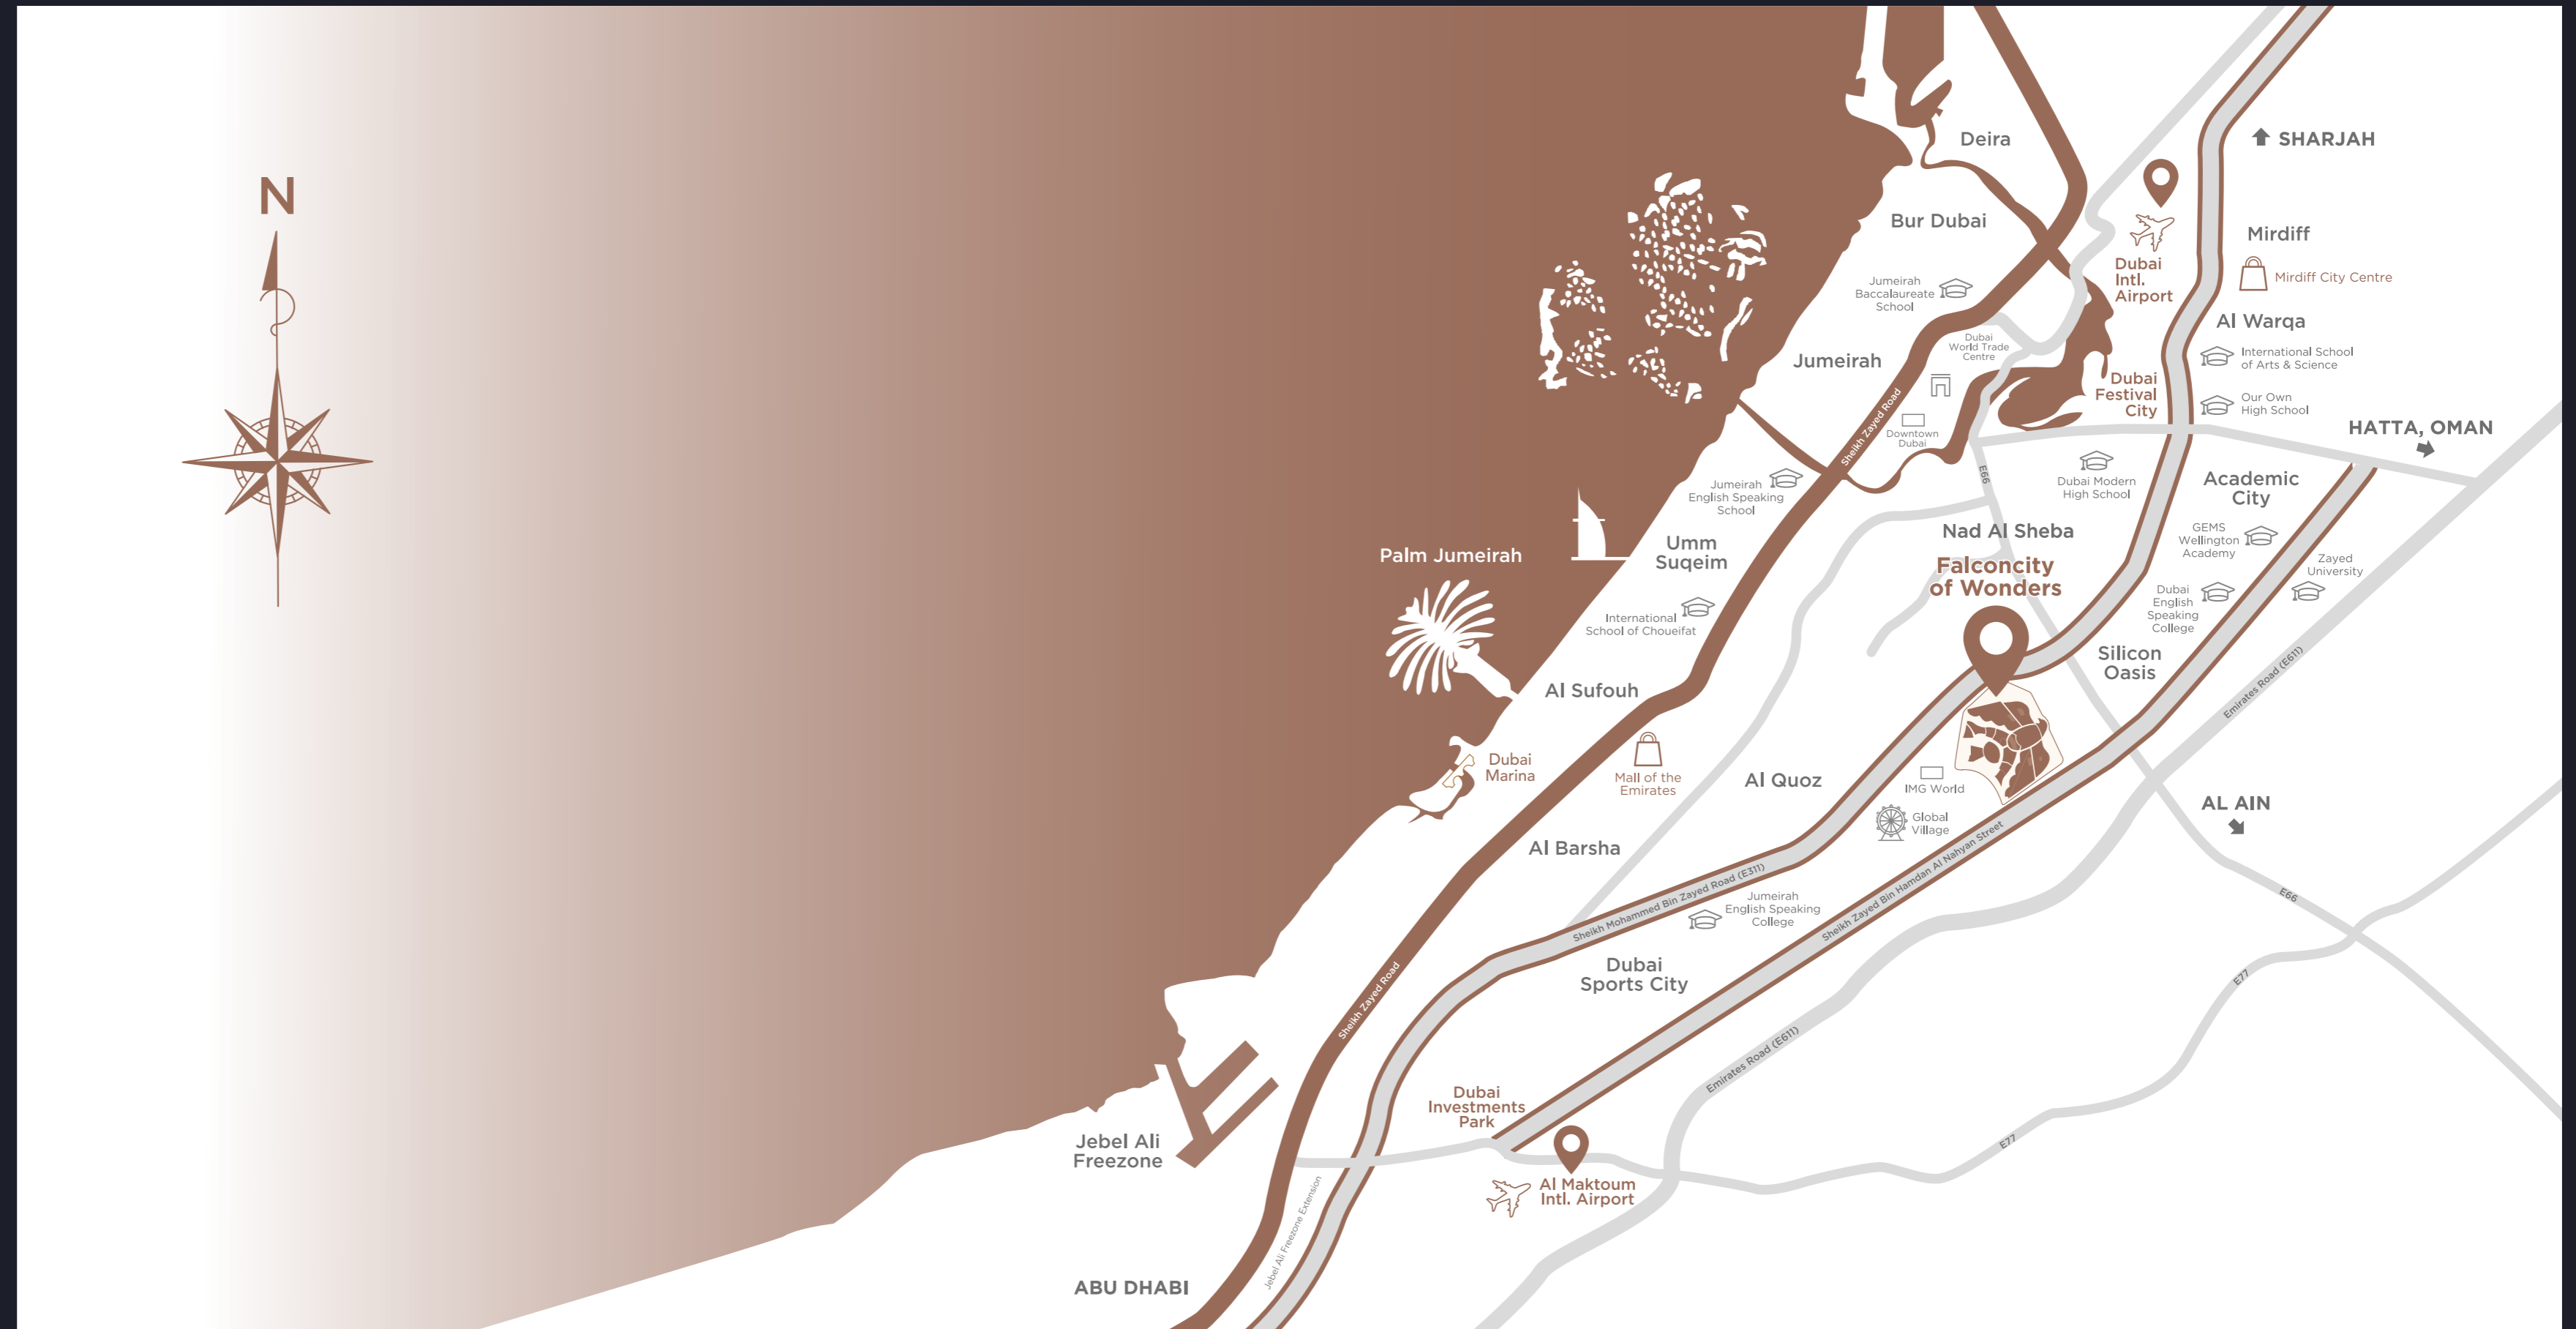 N
Deira
SHARJAH
Bur Dubai
Mirdiff
Dubai
Intl.
Airport
Mirdiff City Centre
Jumeirah
Baccalaureate
School
Al Warqa
Dubai
World Trade
Centre
Jumeirah
International School
of Arts & Science
Dubai
Festival
City
Our Own
High School
Sheikh Zayed Road
Downtown
Dubai
HATTA, OMAN
E66
Jumeirah
English Speaking
School
Dubai Modern
High School
Academic
City
Nad Al Sheba
GEMS
Wellington
Academy
Palm Jumeirah
Umm
Suqeim
Falconcity
of Wonders
Zayed
University
International
School of Choueifat
Dubai
English
Speaking
College
Silicon
Oasis
Emirates Road (E611)
Al Sufouh
Dubai
Marina
Mall of the
Emirates
Al Quoz
IMG World
Global
Village
AL AIN
Al Barsha
Sheikh Mohammed Bin Zayed Road (E311)
Sheikh Zayed Bin Hamdan Al Nahyan Street
E66
Jumeirah
English Speaking
College
Dubai
Sports City
E77
Sheikh Zayed Road
Emirates Road (E611)
Dubai
Investments
Park
E77
Jebel Ali
Freezone
Al Maktoum
Intl. Airport
Jebel Ali Freezone Extension
ABU DHABI